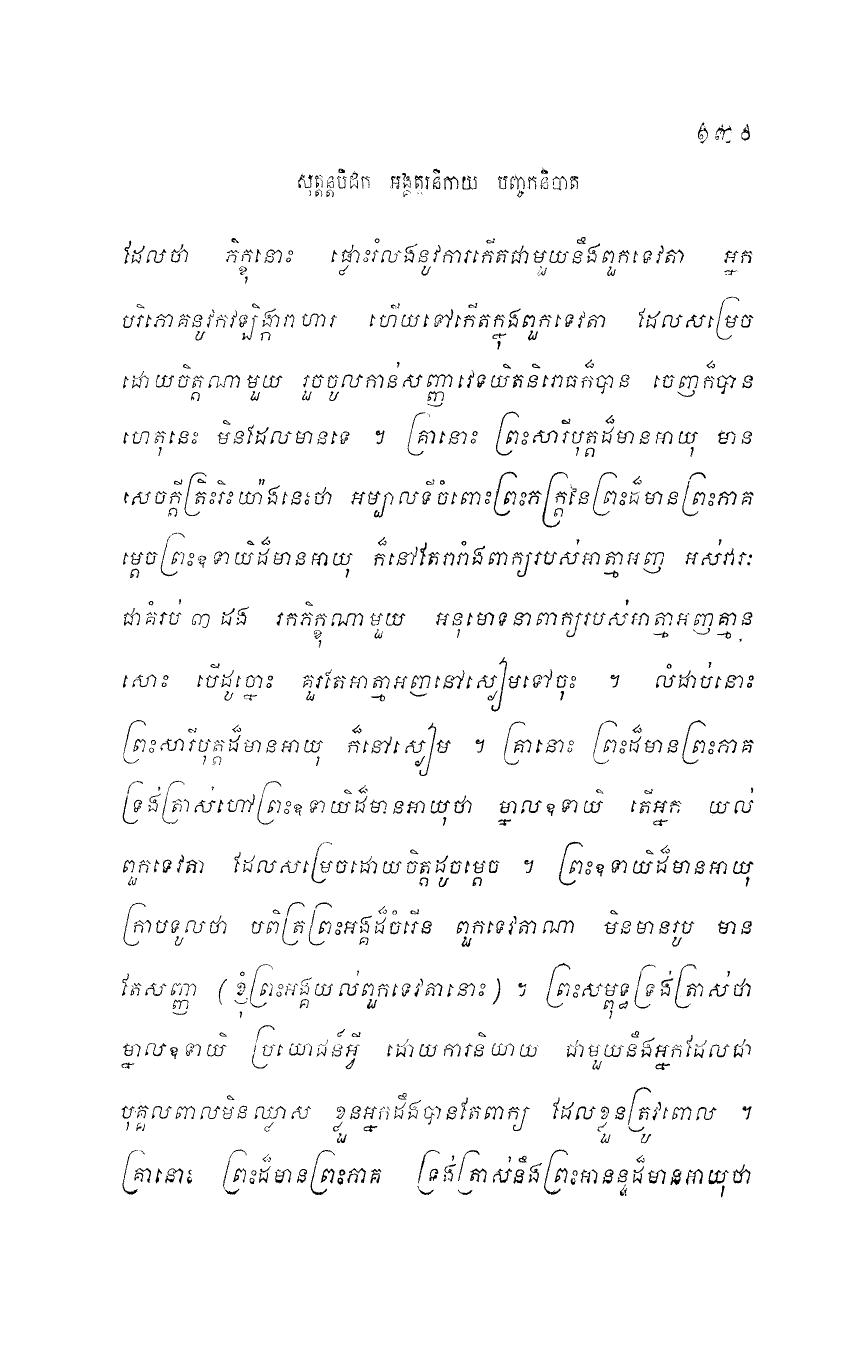 សុត្តន្តបិដក អង្គុត្តរនិកាយ បញ្ចកនិបាត
ដែលថា ភិក្ខុនោះ ផ្លោះរំលងនូវការកើតជាមួយនឹងពួកទេវតា អ្នក
បរិភោគនូវកវឡិង្ការាហារ ហើយទៅកើតក្នុងពួកទេវតា ដែលសម្រេច
ដោយចិត្តណាមួយ រួចចូលកាន់សញ្ញាវេទយិតនិរោធក៏បាន ចេញក៏បាន
ហេតុនេះ មិនដែលមានទេ ។ គ្រានោះ ព្រះសារីបុត្តដ៏មានអាយុ មាន
សេចក្តីត្រិះរិះយ៉ាងនេះថា អម្បាលទីចំពោះព្រះភក្ត្រនៃព្រះដ៏មានព្រះភាគ
ម្តេចព្រះឧទាយិដ៏មានអាយុ ក៏នៅតែរារាំងពាក្យរបស់អាត្មាអញ អស់វារៈ
ជាគំរប់ ៣ ដង រកភិក្ខុណាមួយ អនុមោទនាពាក្យរបស់អាត្មាអញគ្មាន
សោះ បើដូច្នោះ គួរតែអាត្មាអញនៅស្ងៀមទៅចុះ ។ លំដាប់នោះ
ព្រះសារីបុត្តដ៏មានអាយុ ក៏នៅស្ងៀម ។ គ្រានោះ ព្រះដ៏មានព្រះភាគ
ទ្រង់ត្រាស់ហៅព្រះឧទាយិដ៏មានអាយុថា ម្នាលឧទាយិ តើអ្នក យល់
ពួកទេវតា ដែលសម្រេចដោយចិត្តដូចម្តេច ។ ព្រះឧទាយិដ៏មានអាយុ
ក្រាបទូលថា បពិត្រព្រះអង្គដ៏ចំរើន ពួកទេវតាណា មិនមានរូប មាន
តែសញ្ញា (ខ្ញុំព្រះអង្គយល់ពួកទេវតានោះ) ។ ព្រះសម្ពុទ្ធទ្រង់ត្រាស់ថា
ម្នាលឧទាយិ ប្រយោជន៍អ្វី ដោយការនិយាយ ជាមួយនឹងអ្នកដែលជា
បុគ្គលពាលមិនឈ្លាស ខ្លួនអ្នកដឹងបានតែពាក្យ ដែលខ្លួនត្រូវពោល ។
គ្រានោះ ព្រះដ៏មានព្រះភាគ ទ្រង់ត្រាស់នឹងព្រះអានន្ទដ៏មានអាយុថា